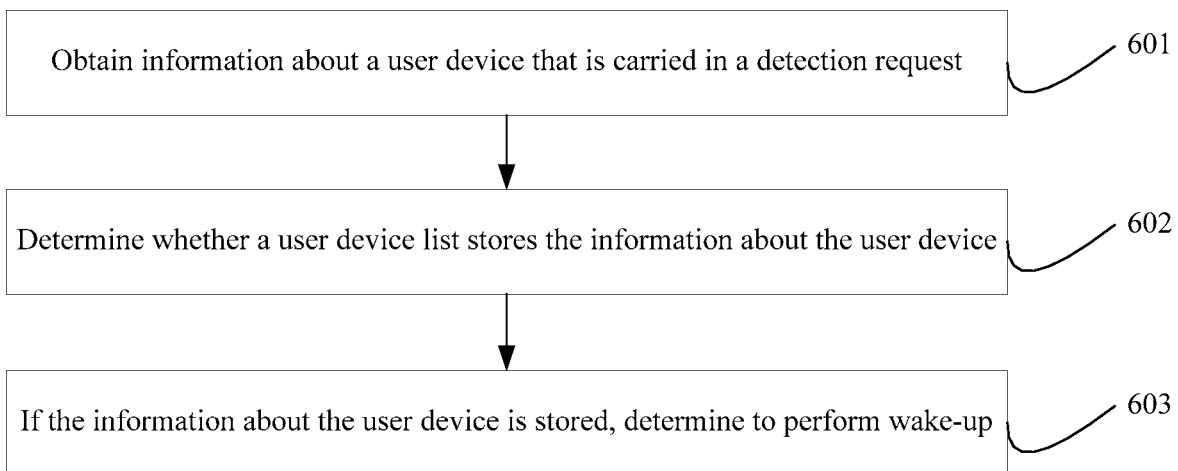 Obtain information about a user device that is carried in a detection request
601
Determine whether a user device list stores the information about the user device
602
If the information about the user device is stored, determine to perform wake-up
603